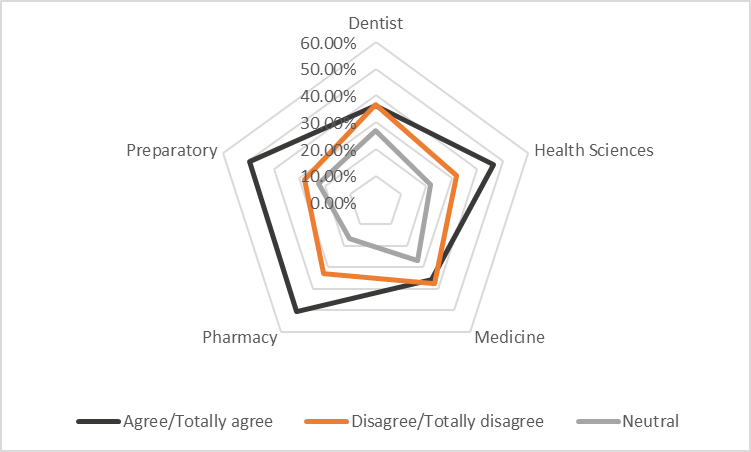 Dentist
60.00%
50.00%
40.00%
30.00%
20.00%
10.00%
0.00%
Preparatory
Health Sciences
Pharmacy
Medicine
Agree/Totally agree
Disagree/Totally disagree
Neutral